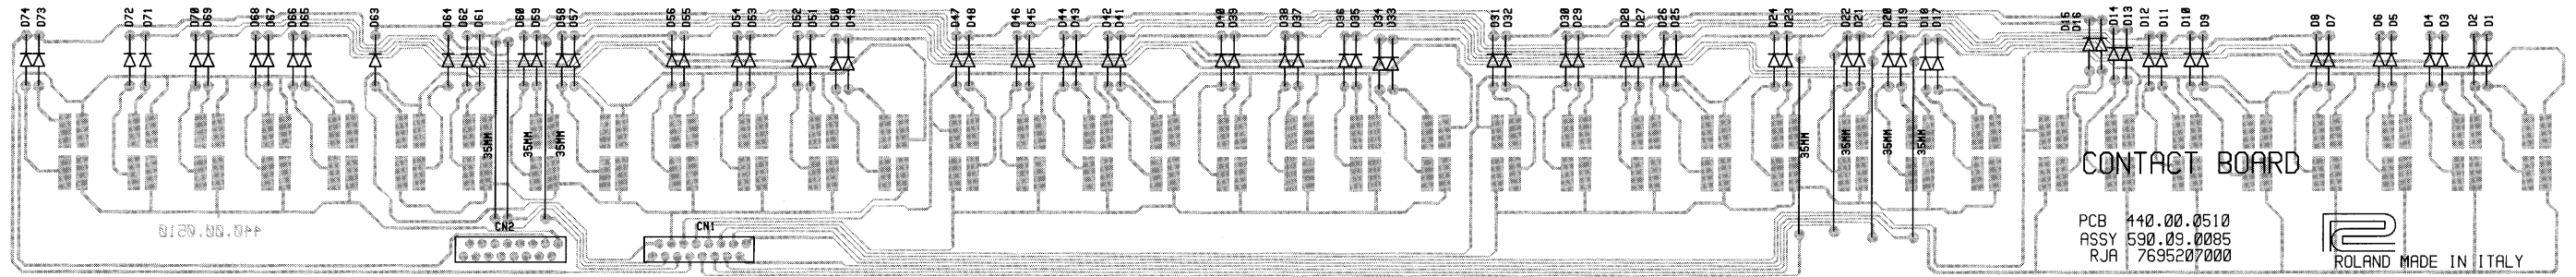 D74 D73 D72 D71 D70 D69 D68 D67 D66 D65 D63 D64 D62 D61 D60 D59 D58 D57 D56 D55 D54 D53 D52 D51 D50 D49 D47 D48 D46 D45 D44 D43 D42 D41 D40 D39 D38 D37 D36 D35 D34 D33 D31 D32 D30 D29 D28 D27 D26 D25 D24 D23 D22 D21 D20 D19 D18 D17 D15 D16 D14 D13 D12 D11 D10 D9 D8 D7 D6 D5 D4 D3 D2 D1
35MM 35MM 35MM 35MM 35MM 35MM 35MM
CONTACT BOARD
440.00.0510
CN2 CN1
PCB 440.00.0510
ASSY 590.09.0085
RJA 7695207000
ROLAND MADE IN ITALY